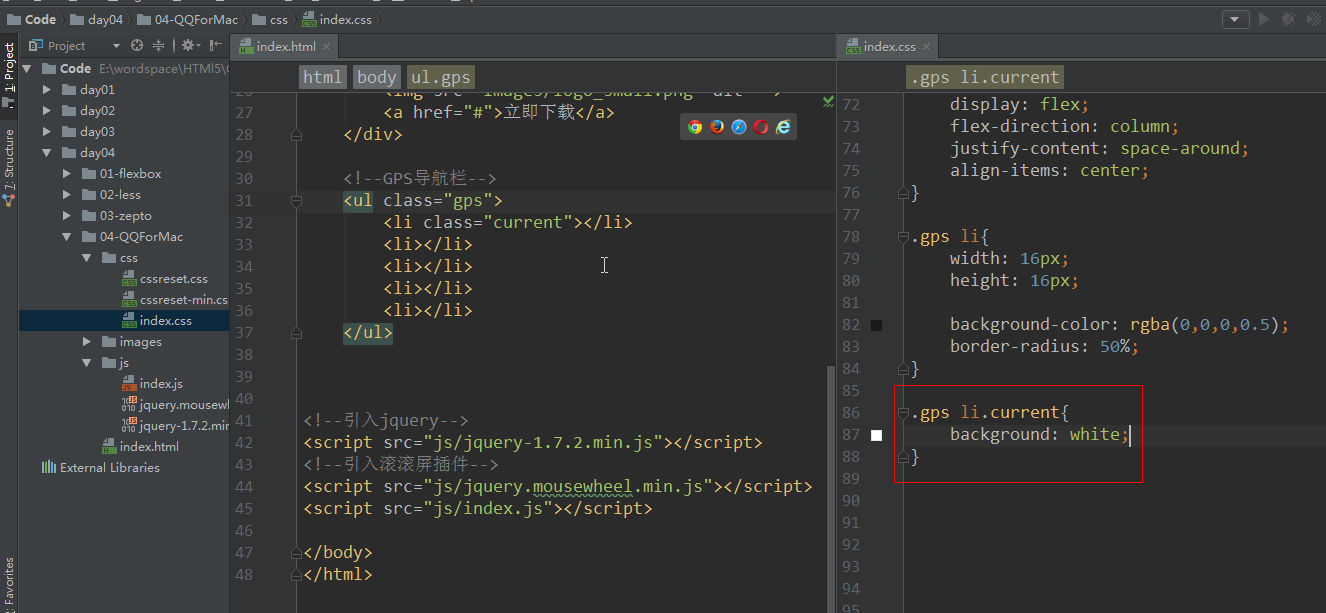 Code day04 04-QQForMac css index.css
1: Project
7: Structure
Favorites
Project
Code E:\wordspace\HTMl5\
day01
day02
day03
day04
01-flexbox
02-less
03-zepto
04-QQForMac
css
cssreset.css
cssreset-min.cs
index.css
images
js
index.js
jquery.mousewl
jquery-1.7.2.mir
index.html
External Libraries
index.html
html body ul.gps
27 <a href="#">立即下载</a>
28 </div>
29
30 <!--GPS导航栏-->
31 <ul class="gps">
32 <li class="current"></li>
33 <li></li>
34 <li></li>
35 <li></li>
36 <li></li>
37 </ul>
38
39
40
41 <!--引入jquery-->
42 <script src="js/jquery-1.7.2.min.js"></script>
43 <!--引入滚滚屏插件-->
44 <script src="js/jquery.mousewheel.min.js"></script>
45 <script src="js/index.js"></script>
46
47 </body>
48 </html>
index.css
.gps li.current
72 display: flex;
73 flex-direction: column;
74 justify-content: space-around;
75 align-items: center;
76 }
77
78 .gps li{
79 width: 16px;
80 height: 16px;
81
82 background-color: rgba(0,0,0,0.5);
83 border-radius: 50%;
84 }
85
86 .gps li.current{
87 background: white;
88 }
89
90
91
92
93
94
95